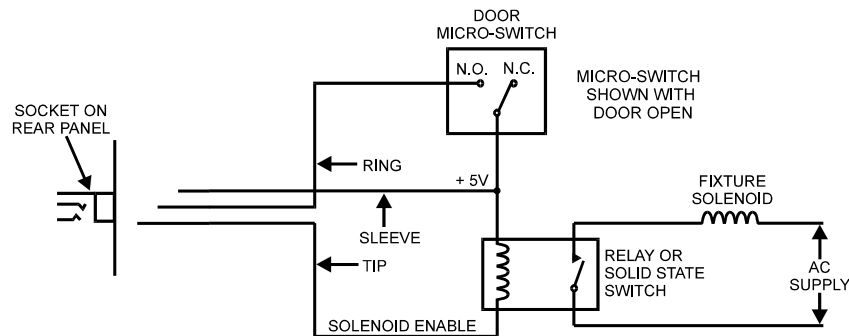 DOOR
MICRO-SWITCH
N.O.
N.C.
MICRO-SWITCH
SHOWN WITH
DOOR OPEN
SOCKET ON
REAR PANEL
RING
+ 5V
SLEEVE
TIP
FIXTURE
SOLENOID
RELAY OR
SOLID STATE
SWITCH
AC
SUPPLY
SOLENOID ENABLE